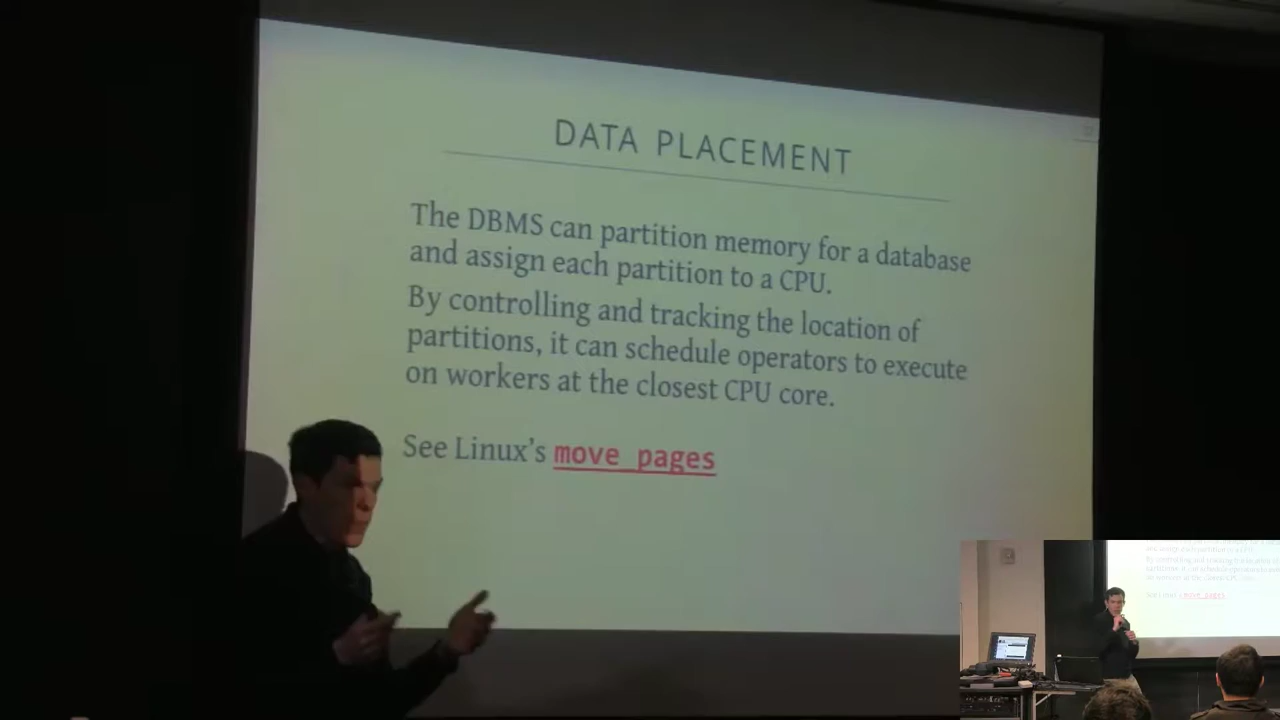 DATA PLACEMENT
The DBMS can partition memory for a database
and assign each partition to a CPU.
By controlling and tracking the location of
partitions, it can schedule operators to execute
on workers at the closest CPU core.
See Linux's move_pages